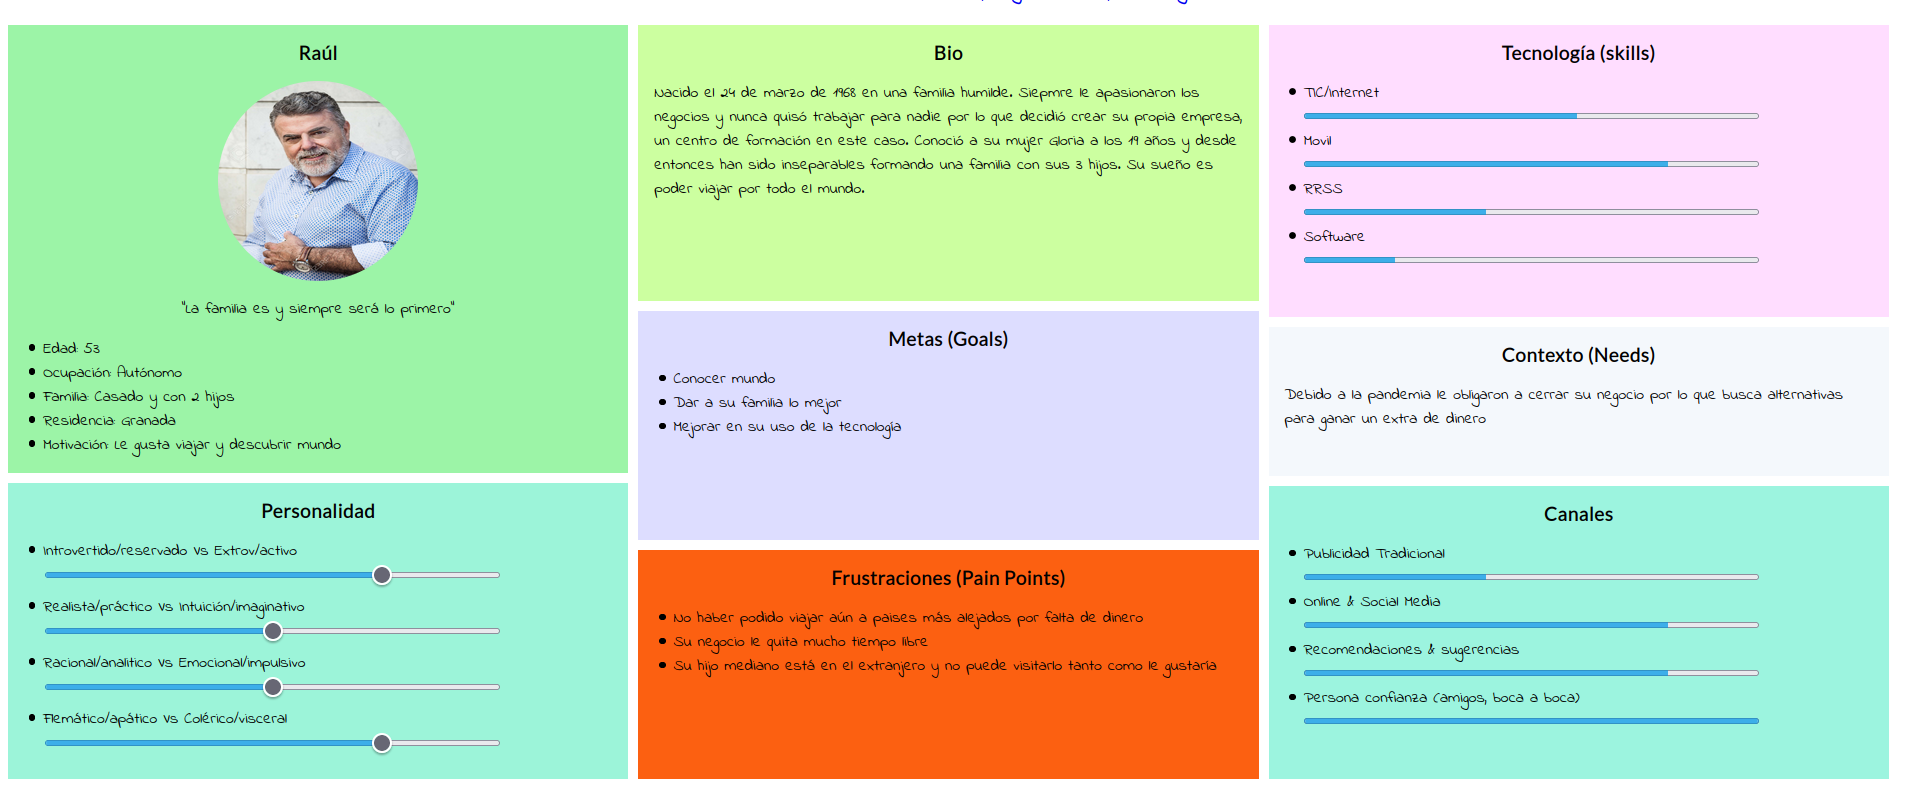 Raúl
"La familia es y siempre será lo primero"
Edad: 53
Ocupación: Autónomo
Familia: Casado y con 2 hijos
Residencia: Granada
Motivación: Le gusta viajar y descubrir mundo
Personalidad
Introvertido/reservado Vs Extrov/activo
Realista/práctico Vs Intuición/imaginativo
Racional/analitico Vs Emocional/impulsivo
Flemático/apático Vs Colérico/visceral
Bio
Nacido el 24 de marzo de 1968 en una familia humilde. Siepmre le apasionaron los
negocios y nunca quisó trabajar para nadie por lo que decidió crear su propia empresa,
un centro de formación en este caso. Conoció a su mujer Gloria a los 19 años y desde
entonces han sido inseparables formando una familia con sus 3 hijos. Su sueño es
poder viajar por todo el mundo.
Metas (Goals)
Conocer mundo
Dar a su familia lo mejor
Mejorar en su uso de la tecnología
Frustraciones (Pain Points)
No haber podido viajar aún a paises más alejados por falta de dinero
Su negocio le quita mucho tiempo libre
Su hijo mediano está en el extranjero y no puede visitarlo tanto como le gustaría
Tecnología (skills)
TIC/Internet
Movil
RRSS
Software
Contexto (Needs)
Debido a la pandemia le obligaron a cerrar su negocio por lo que busca alternativas
para ganar un extra de dinero
Canales
Publicidad Tradicional
Online & Social Media
Recomendaciones & sugerencias
Persona confianza (amigos, boca a boca)